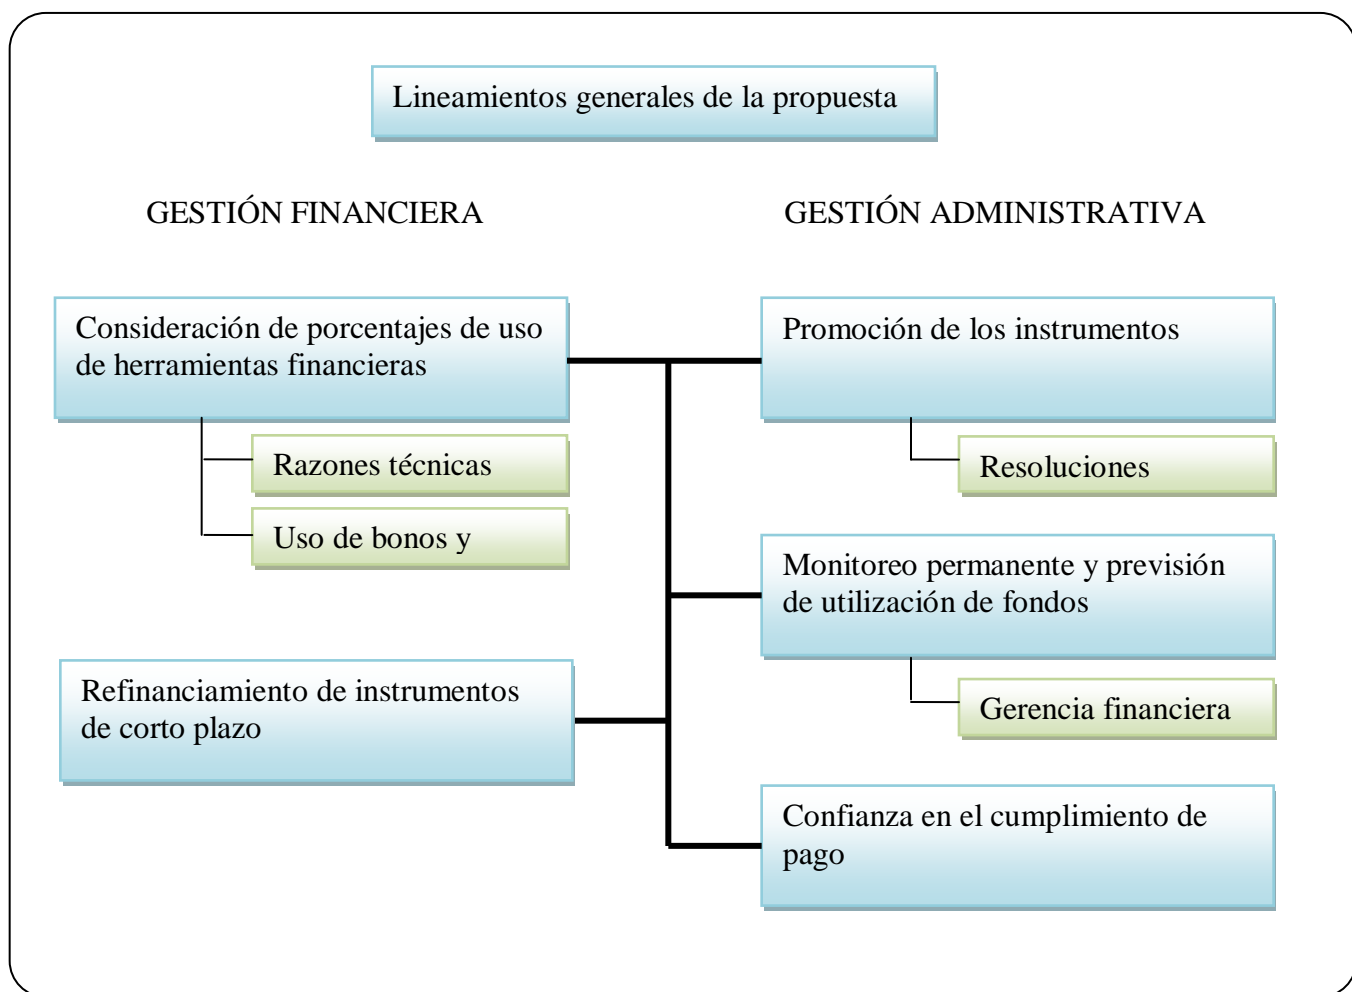 Lineamientos generales de la propuesta
GESTIÓN FINANCIERA
GESTIÓN ADMINISTRATIVA
Consideración de porcentajes de uso
de herramientas financieras
Razones técnicas
Uso de bonos y
Refinanciamiento de instrumentos
de corto plazo
Promoción de los instrumentos
Resoluciones
Monitoreo permanente y previsión
de utilización de fondos
Gerencia financiera
Confianza en el cumplimiento de
pago